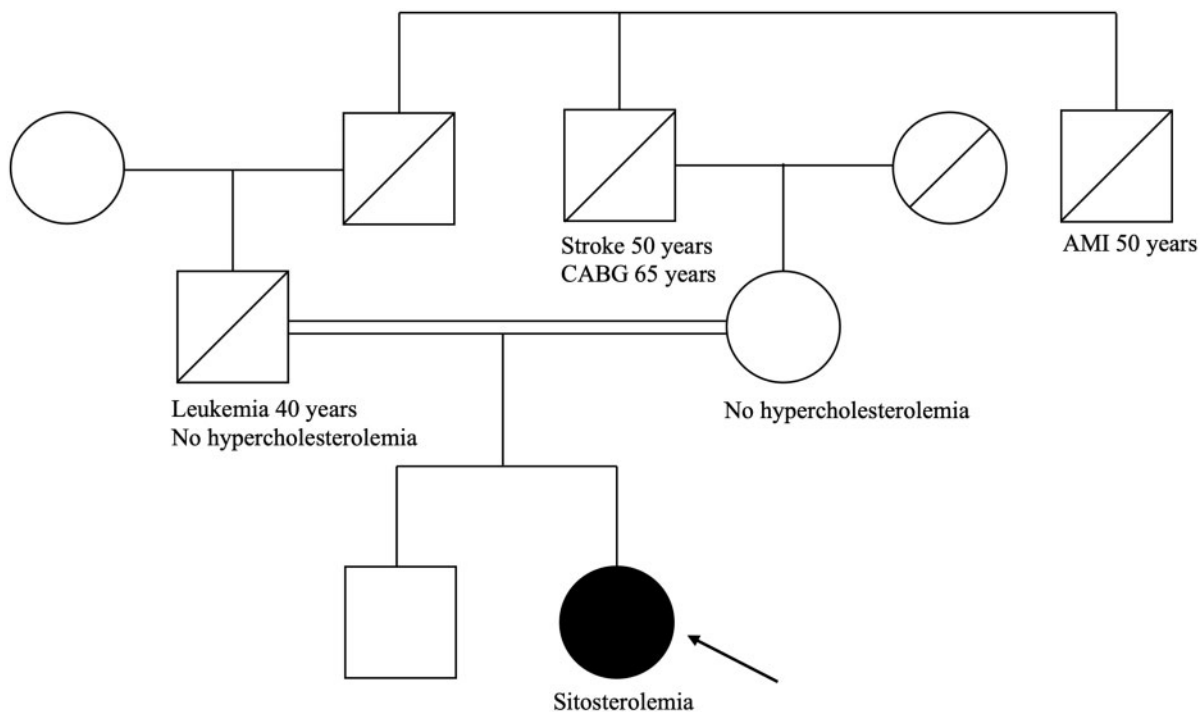 Stroke 50 years
CABG 65 years
AMI 50 years
Leukemia 40 years
No hypercholesterolemia
No hypercholesterolemia
Sitosterolemia